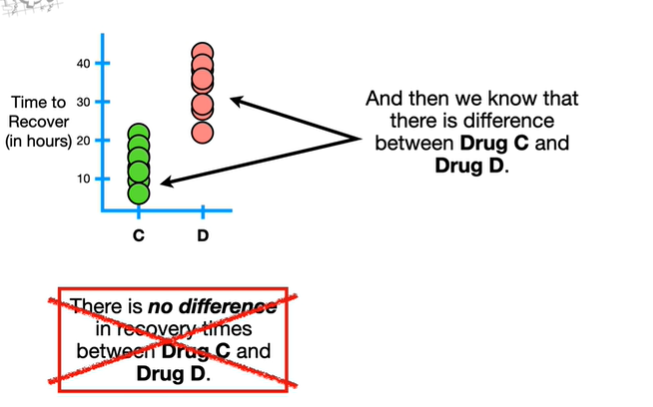 40
Time to 30
Recover
(in hours) 20
10
C D
And then we know that
there is difference
between Drug C and
Drug D.
There is no difference
in recovery times
between Drug C and
Drug D.